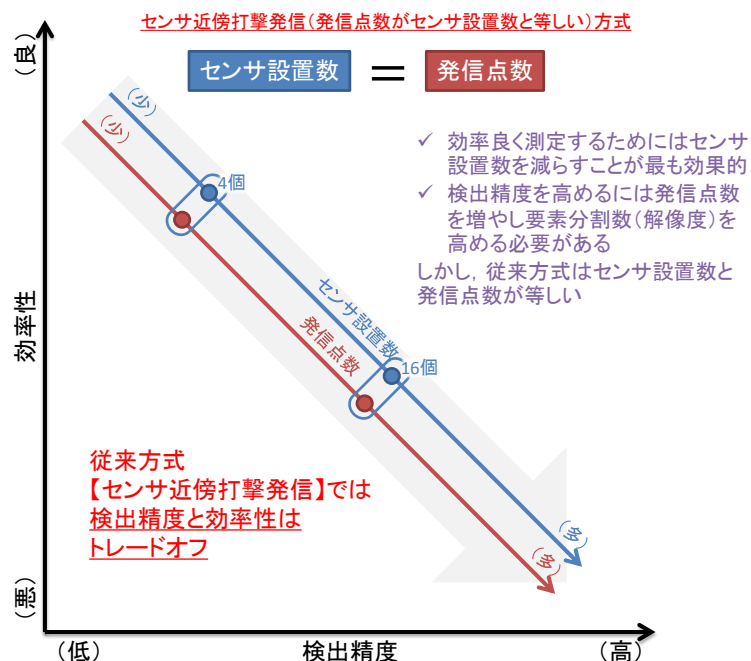 センサ近傍打撃発信(発信点数がセンサ設置数と等しい)方式
センサ設置数 = 発信点数
✓ 効率良く測定するためにはセンサ
設置数を減らすことが最も効果的
✓ 検出精度を高めるには発信点数
を増やし要素分割数(解像度)を
高める必要がある
しかし, 従来方式はセンサ設置数と
発信点数が等しい
(良)
効率性
(悪)
(少)
(少)
4個
センサ設置数
発信点数
16個
(多)
(多)
従来方式
【センサ近傍打撃発信】では
検出精度と効率性は
トレードオフ
(低)
検出精度
(高)